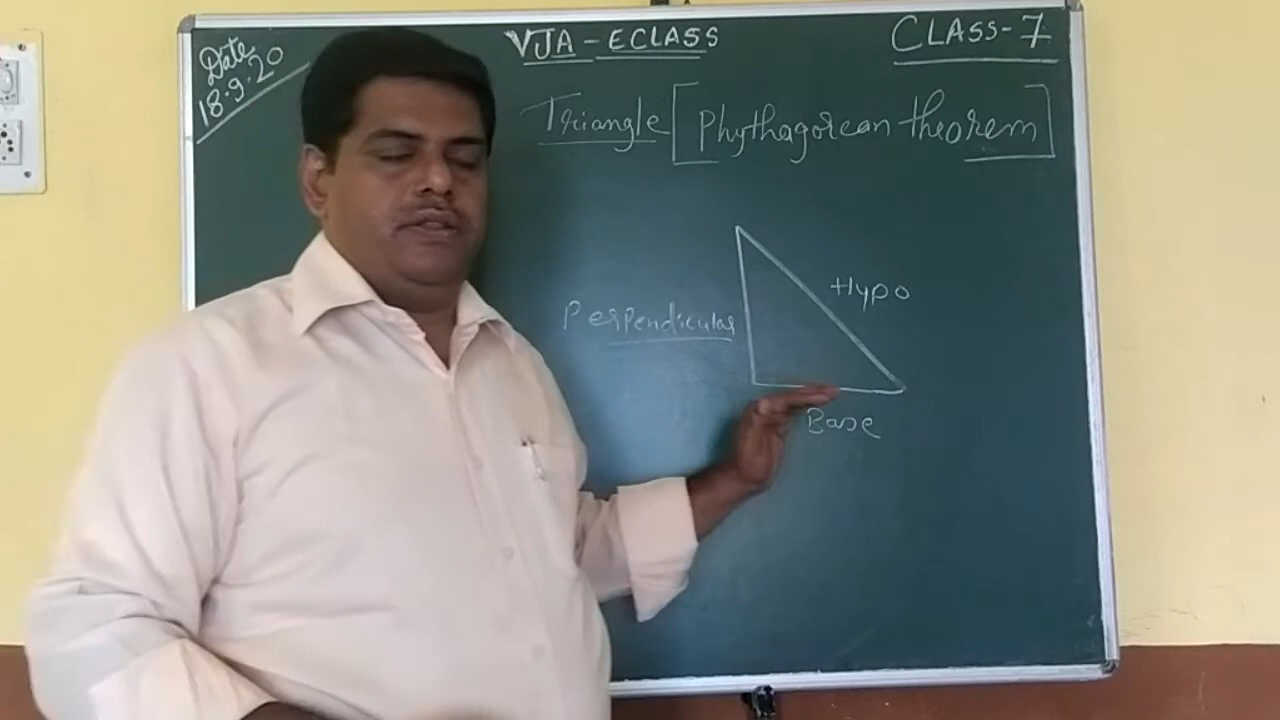 Date
18.9.20
VJA - ECLASS
CLASS-7
Triangle [Phythagorean theorem]
Hypo
Perpendicular
Base